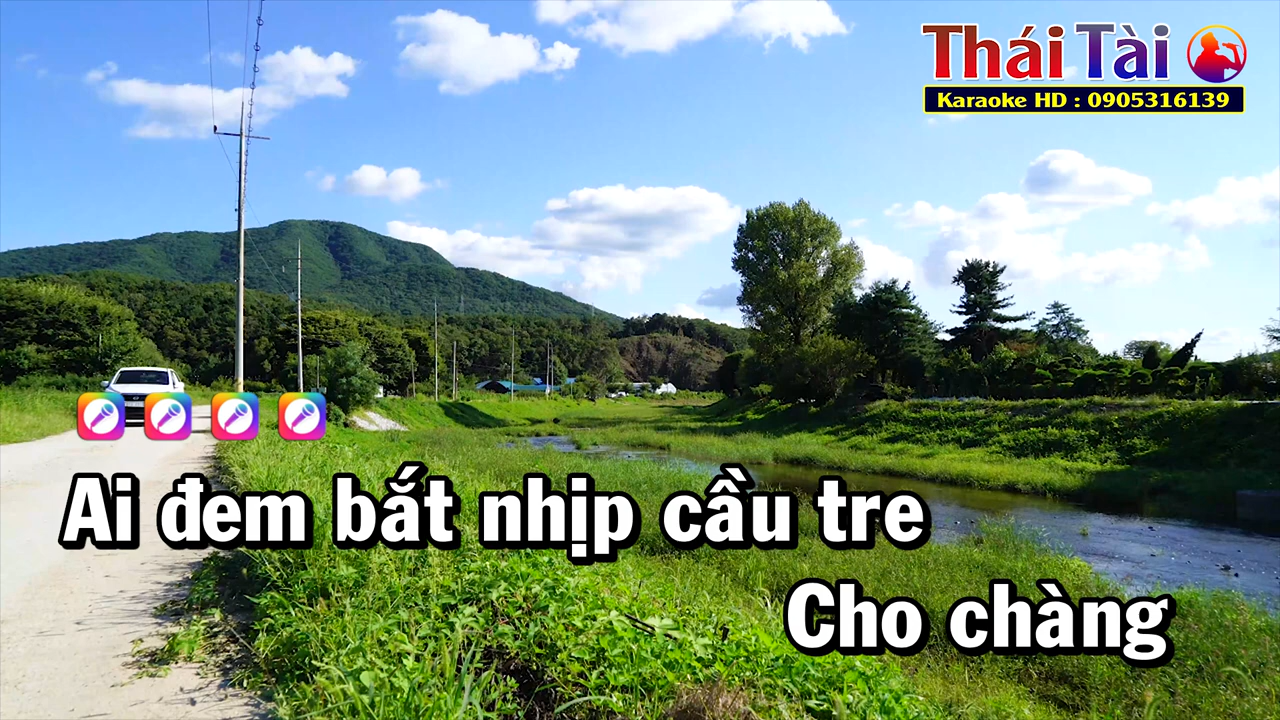 Thái Tài
Karaoke HD : 0905316139
Ai đem bắt nhịp cầu tre
Cho chàng